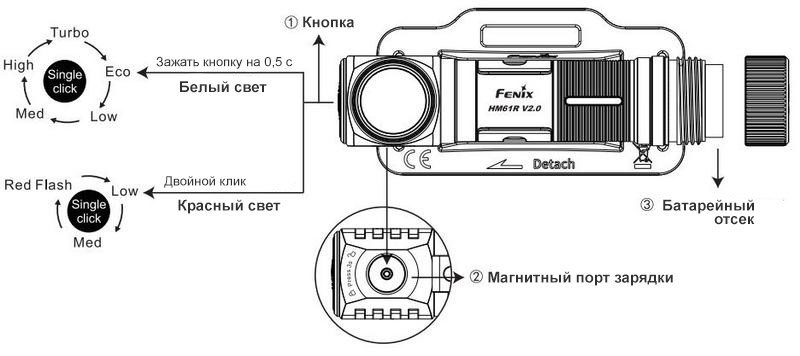 ① Кнопка
Turbo
High
Eco
Single
click
Med
Low
Зажать кнопку на 0,5 с
Белый свет
FENIX
HM61R V2.0
CE
Detach
Red Flash
Low
Single
click
Med
Двойной клик
Красный свет
③ Батарейный
отсек
Press 3s
② Магнитный порт зарядки